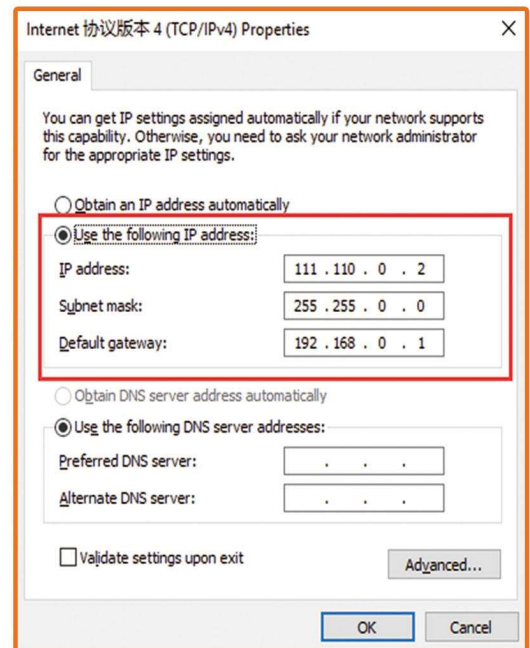 Internet 协议版本 4 (TCP/IPv4) Properties
General
You can get IP settings assigned automatically if your network supports
this capability. Otherwise, you need to ask your network administrator
for the appropriate IP settings.
Obtain an IP address automatically
Use the following IP address:
IP address: 111 . 110 . 0 . 2
Subnet mask: 255 . 255 . 0 . 0
Default gateway: 192 . 168 . 0 . 1
Obtain DNS server address automatically
Use the following DNS server addresses:
Preferred DNS server: . . .
Alternate DNS server: . . .
Validate settings upon exit
Advanced...
OK Cancel